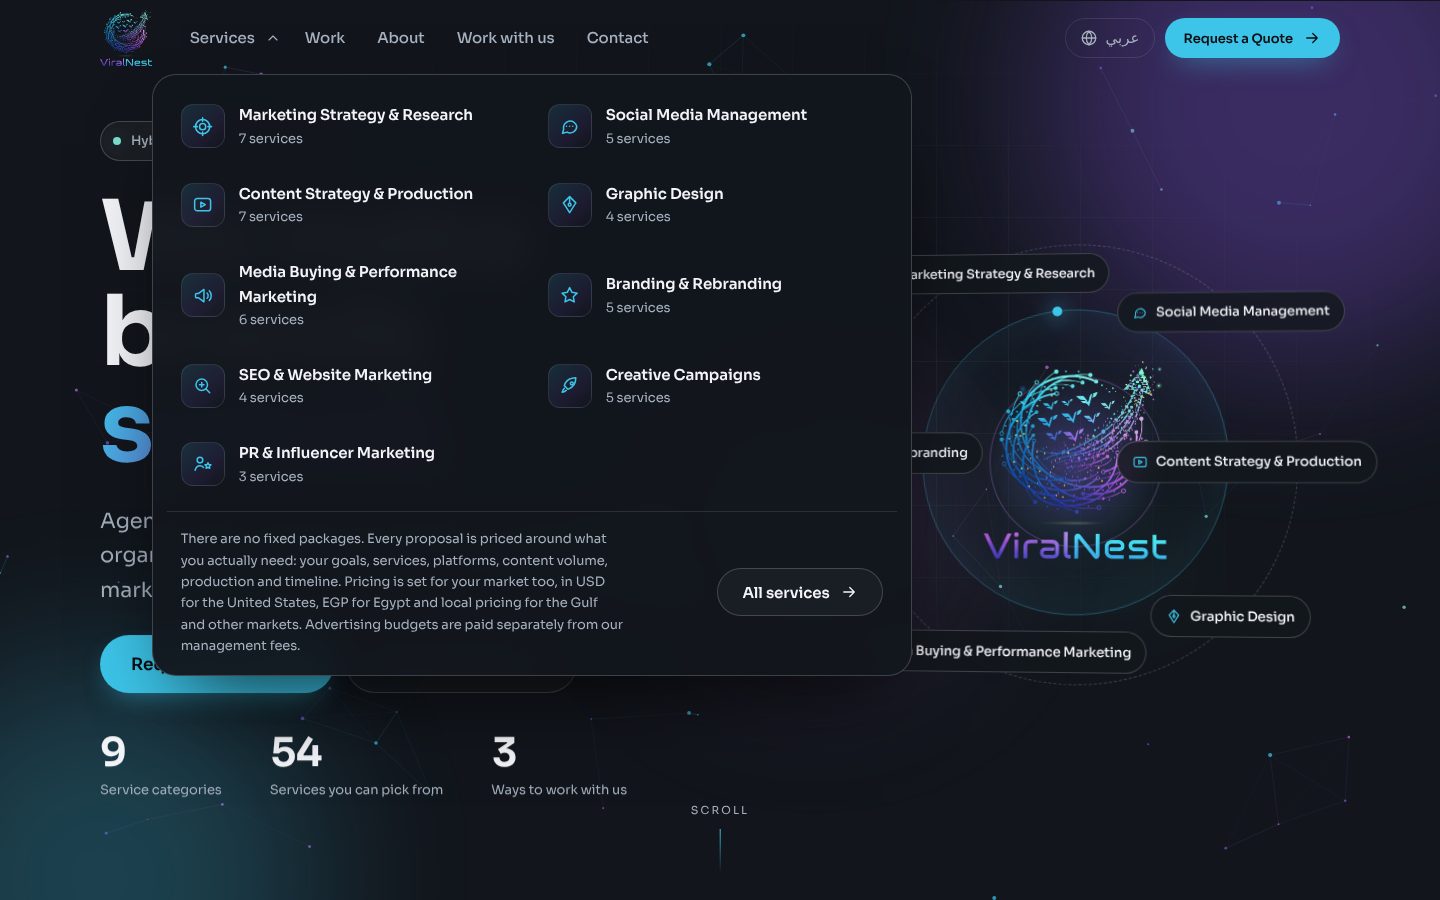 ViralNest
Services
Work
About
Work with us
Contact
عربي
Request a Quote
Marketing Strategy & Research
7 services
Social Media Management
5 services
Content Strategy & Production
7 services
Graphic Design
4 services
Media Buying & Performance
Marketing
6 services
Branding & Rebranding
5 services
SEO & Website Marketing
4 services
Creative Campaigns
5 services
PR & Influencer Marketing
3 services
There are no fixed packages. Every proposal is priced around what
you actually need: your goals, services, platforms, content volume,
production and timeline. Pricing is set for your market too, in USD
for the United States, EGP for Egypt and local pricing for the Gulf
and other markets. Advertising budgets are paid separately from our
management fees.
All services
Strategy & Research
Social Media Management
Content Strategy & Production
ViralNest
Graphic Design
Buying & Performance Marketing
9
Service categories
54
Services you can pick from
3
Ways to work with us
SCROLL